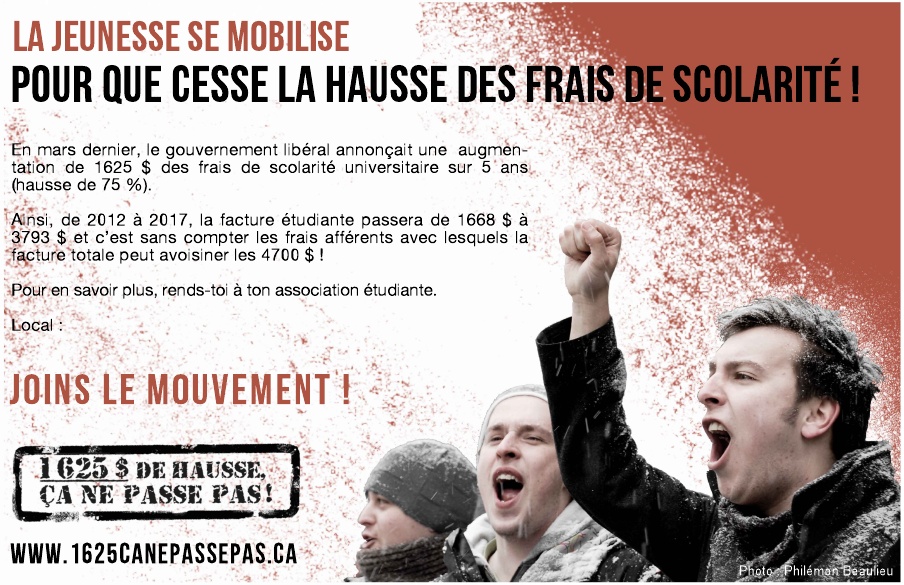 LA JEUNESSE SE MOBILISE
POUR QUE CESSE LA HAUSSE DES FRAIS DE SCOLARITÉ !
En mars dernier, le gouvernement libéral annonçait une augmen-
tation de 1625 $ des frais de scolarité universitaire sur 5 ans
(hausse de 75 %).
Ainsi, de 2012 à 2017, la facture étudiante passera de 1668 $ à
3793 $ et c'est sans compter les frais afférents avec lesquels la
facture totale peut avoisiner les 4700 $ !
Pour en savoir plus, rends-toi à ton association étudiante.
Local :
JOINS LE MOUVEMENT !
1625 $ DE HAUSSE,
ÇA NE PASSE PAS!
WWW.1625CANEPASSEPAS.CA
Photo : Philémon Beaulieu